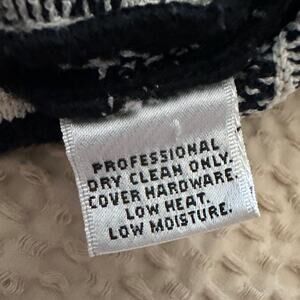 PROFESSIONAL
DRY CLEAN ONLY.
COVER HARDWARE.
LOW HEAT.
LOW MOISTURE.